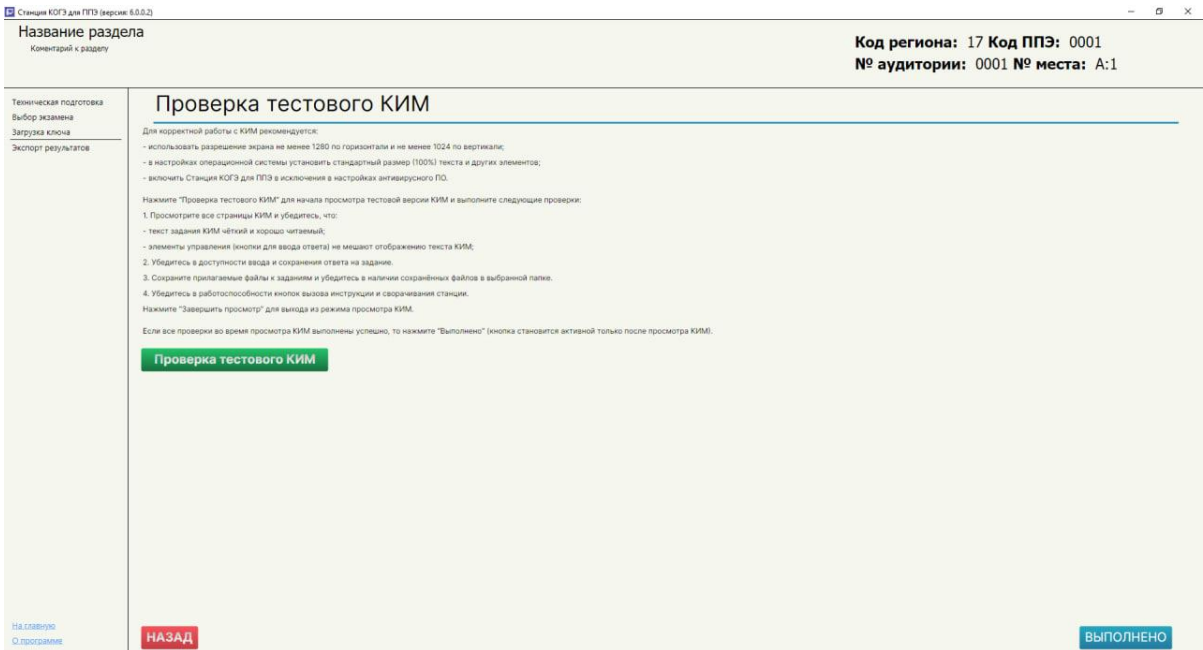 Станция КОГЭ для ППЭ (версия: 6.0.0.2)
Название раздела
Коментарий к разделу
Код региона: 17 Код ППЭ: 0001
№ аудитории: 0001 № места: А:1
Техническая подготовка
Выбор экзамена
Загрузка ключа
Экспорт результатов
Проверка тестового КИМ
Для корректной работы с КИМ рекомендуется:
- использовать разрешение экрана не менее 1280 по горизонтали и не менее 1024 по вертикали;
- в настройках операционной системы установить стандартный размер (100%) текста и других элементов;
- включить Станция КОГЭ для ППЭ в исключения в настройках антивирусного ПО.
Нажмите "Проверка тестового КИМ" для начала просмотра тестовой версии КИМ и выполните следующие проверки:
1. Просмотрите все страницы КИМ и убедитесь, что:
- текст задания КИМ чёткий и хорошо читаемый;
- элементы управления (кнопки для ввода ответа) не мешают отображению текста КИМ;
2. Убедитесь в доступности ввода и сохранения ответа на задание.
3. Сохраните прилагаемые файлы к заданиям и убедитесь в наличии сохранённых файлов в выбранной папке.
4. Убедитесь в работоспособности кнопок вызова инструкции и сворачивания станции.
Нажмите "Завершить просмотр" для выхода из режима просмотра КИМ.
Если все проверки во время просмотра КИМ выполнены успешно, то нажмите "Выполнено" (кнопка становится активной только после просмотра КИМ).
Проверка тестового КИМ
На главную
О программе
НАЗАД
ВЫПОЛНЕНО